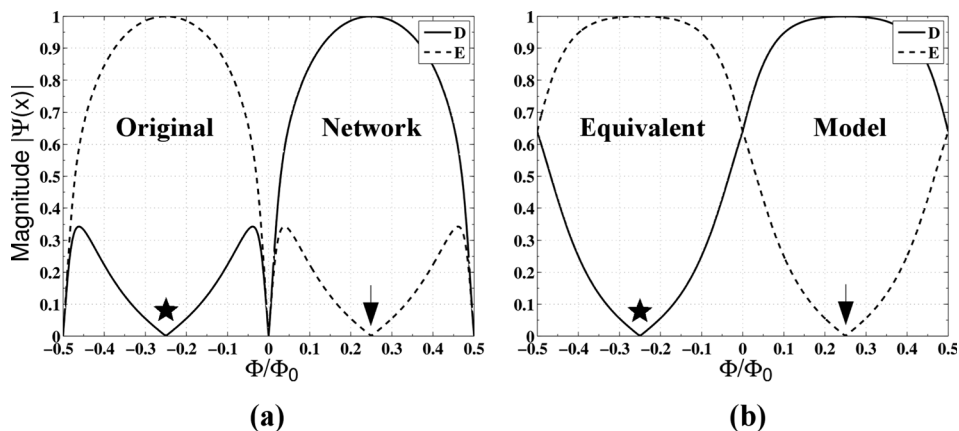 1
0.9
0.8
0.7
0.6
0.5
0.4
0.3
0.2
0.1
0
Magnitude |Ψ(x)|
D
E
Original Network
−0.5 −0.4 −0.3 −0.2 −0.1 0 0.1 0.2 0.3 0.4 0.5
Φ/Φ0
(a)
1
0.9
0.8
0.7
0.6
0.5
0.4
0.3
0.2
0.1
0
D
E
Equivalent Model
−0.5 −0.4 −0.3 −0.2 −0.1 0 0.1 0.2 0.3 0.4 0.5
Φ/Φ0
(b)